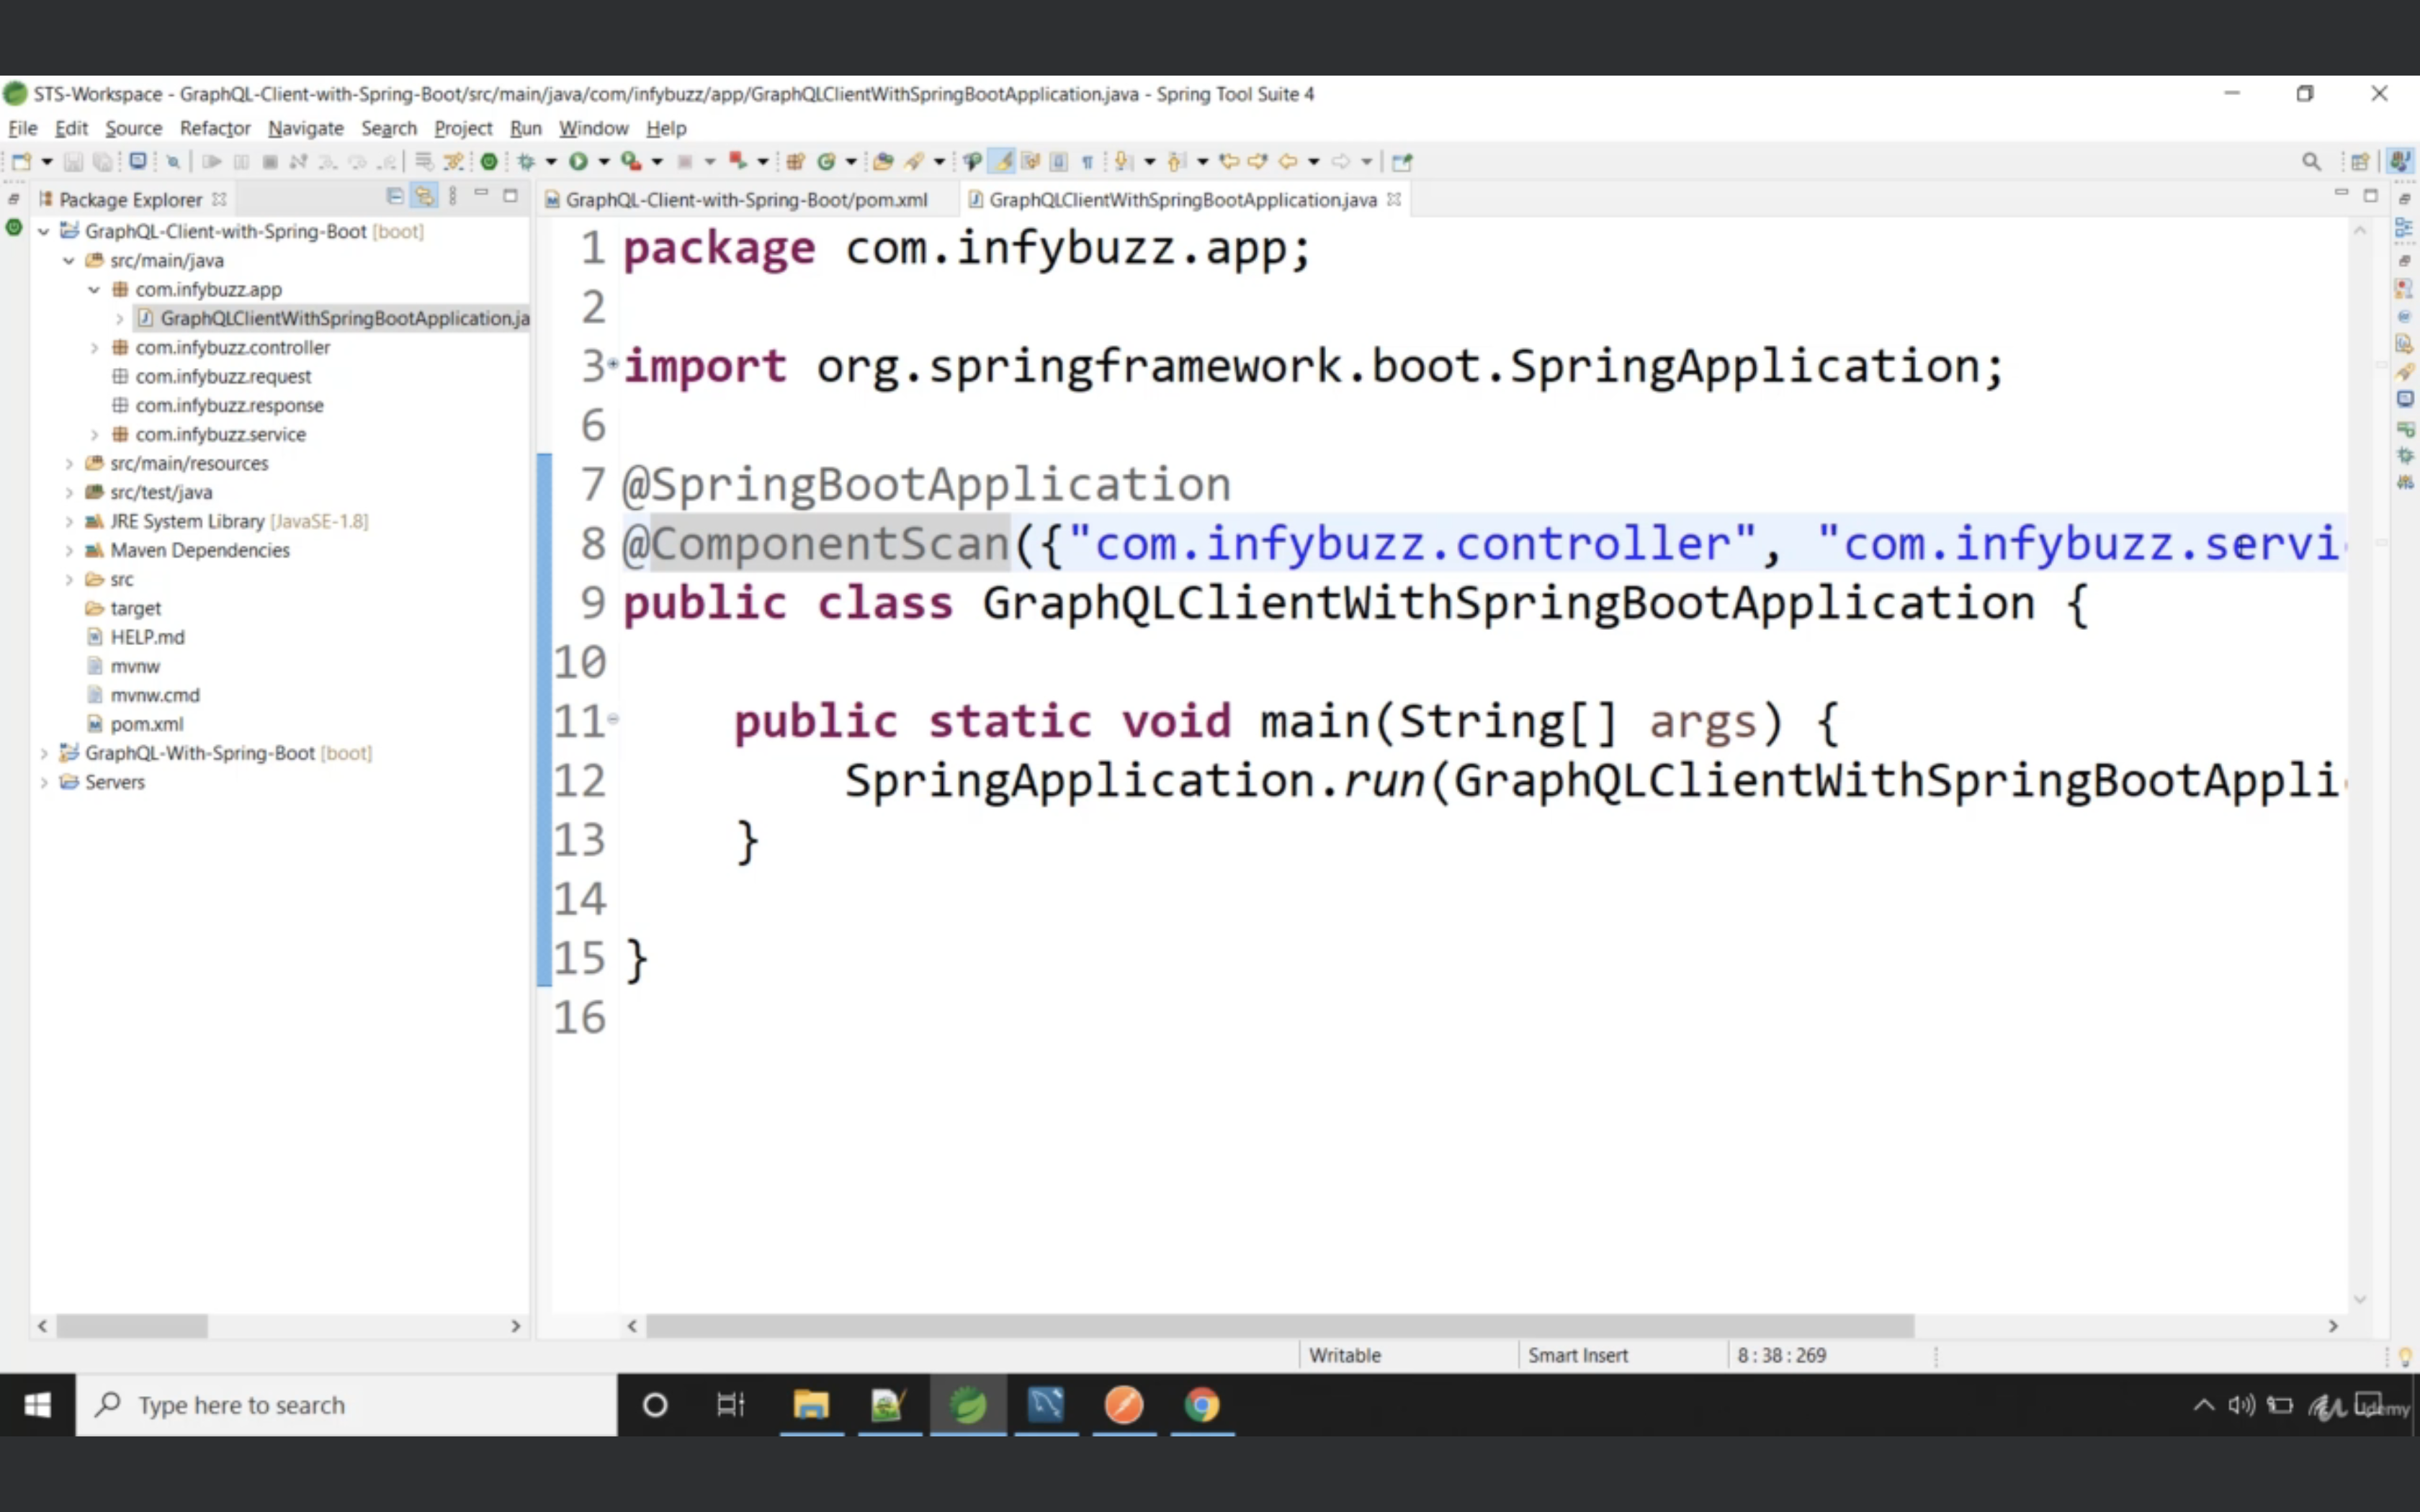 STS-Workspace - GraphQL-Client-with-Spring-Boot/src/main/java/com/infybuzz/app/GraphQLClientWithSpringBootApplication.java - Spring Tool Suite 4
File Edit Source Refactor Navigate Search Project Run Window Help
Package Explorer
GraphQL-Client-with-Spring-Boot [boot]
src/main/java
com.infybuzz.app
GraphQLClientWithSpringBootApplication.ja
com.infybuzz.controller
com.infybuzz.request
com.infybuzz.response
com.infybuzz.service
src/main/resources
src/test/java
JRE System Library [JavaSE-1.8]
Maven Dependencies
src
target
HELP.md
mvnw
mvnw.cmd
pom.xml
GraphQL-With-Spring-Boot [boot]
Servers
GraphQL-Client-with-Spring-Boot/pom.xml GraphQLClientWithSpringBootApplication.java
1 package com.infybuzz.app;
2
3 import org.springframework.boot.SpringApplication;
6
7 @SpringBootApplication
8 @ComponentScan({"com.infybuzz.controller", "com.infybuzz.servi
9 public class GraphQLClientWithSpringBootApplication {
10
11 public static void main(String[] args) {
12 SpringApplication.run(GraphQLClientWithSpringBootAppli
13 }
14
15 }
16
Writable Smart Insert 8 : 38 : 269
Type here to search
Udemy